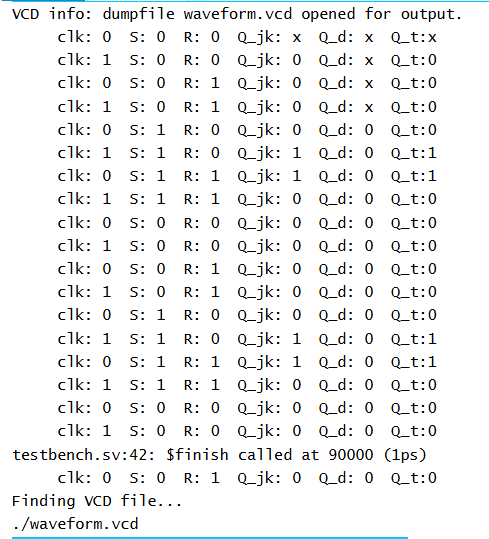 VCD info: dumpfile waveform.vcd opened for output.
clk: 0 S: 0 R: 0 Q_jk: x Q_d: x Q_t:x
clk: 1 S: 0 R: 0 Q_jk: 0 Q_d: x Q_t:0
clk: 0 S: 0 R: 1 Q_jk: 0 Q_d: x Q_t:0
clk: 1 S: 0 R: 1 Q_jk: 0 Q_d: x Q_t:0
clk: 0 S: 1 R: 0 Q_jk: 0 Q_d: 0 Q_t:0
clk: 1 S: 1 R: 0 Q_jk: 1 Q_d: 0 Q_t:1
clk: 0 S: 1 R: 1 Q_jk: 1 Q_d: 0 Q_t:1
clk: 1 S: 1 R: 1 Q_jk: 0 Q_d: 0 Q_t:0
clk: 0 S: 0 R: 0 Q_jk: 0 Q_d: 0 Q_t:0
clk: 1 S: 0 R: 0 Q_jk: 0 Q_d: 0 Q_t:0
clk: 0 S: 0 R: 1 Q_jk: 0 Q_d: 0 Q_t:0
clk: 1 S: 0 R: 1 Q_jk: 0 Q_d: 0 Q_t:0
clk: 0 S: 1 R: 0 Q_jk: 0 Q_d: 0 Q_t:0
clk: 1 S: 1 R: 0 Q_jk: 1 Q_d: 0 Q_t:1
clk: 0 S: 1 R: 1 Q_jk: 1 Q_d: 0 Q_t:1
clk: 1 S: 1 R: 1 Q_jk: 0 Q_d: 0 Q_t:0
clk: 0 S: 0 R: 0 Q_jk: 0 Q_d: 0 Q_t:0
clk: 1 S: 0 R: 0 Q_jk: 0 Q_d: 0 Q_t:0
testbench.sv:42: $finish called at 90000 (1ps)
clk: 0 S: 0 R: 1 Q_jk: 0 Q_d: 0 Q_t:0
Finding VCD file...
./waveform.vcd